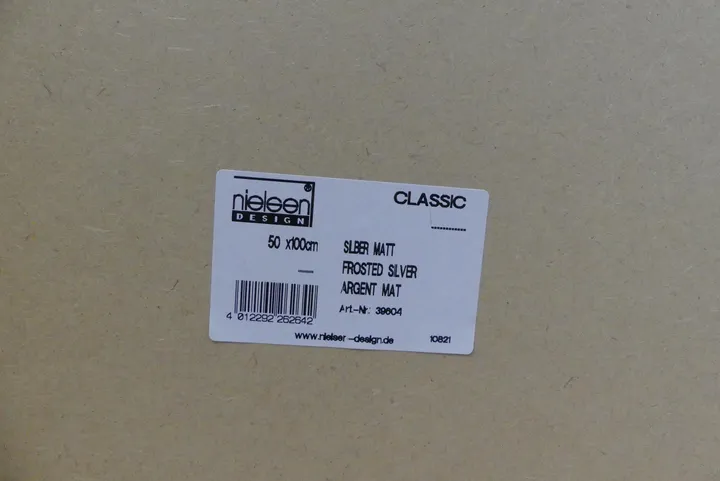 nielsen®
DESIGN
CLASSIC
50 x100cm
SILBER MATT
FROSTED SILVER
ARGENT MAT
Art.-Nr: 39604
4 012292 262642
www.nielsen-design.de
10821